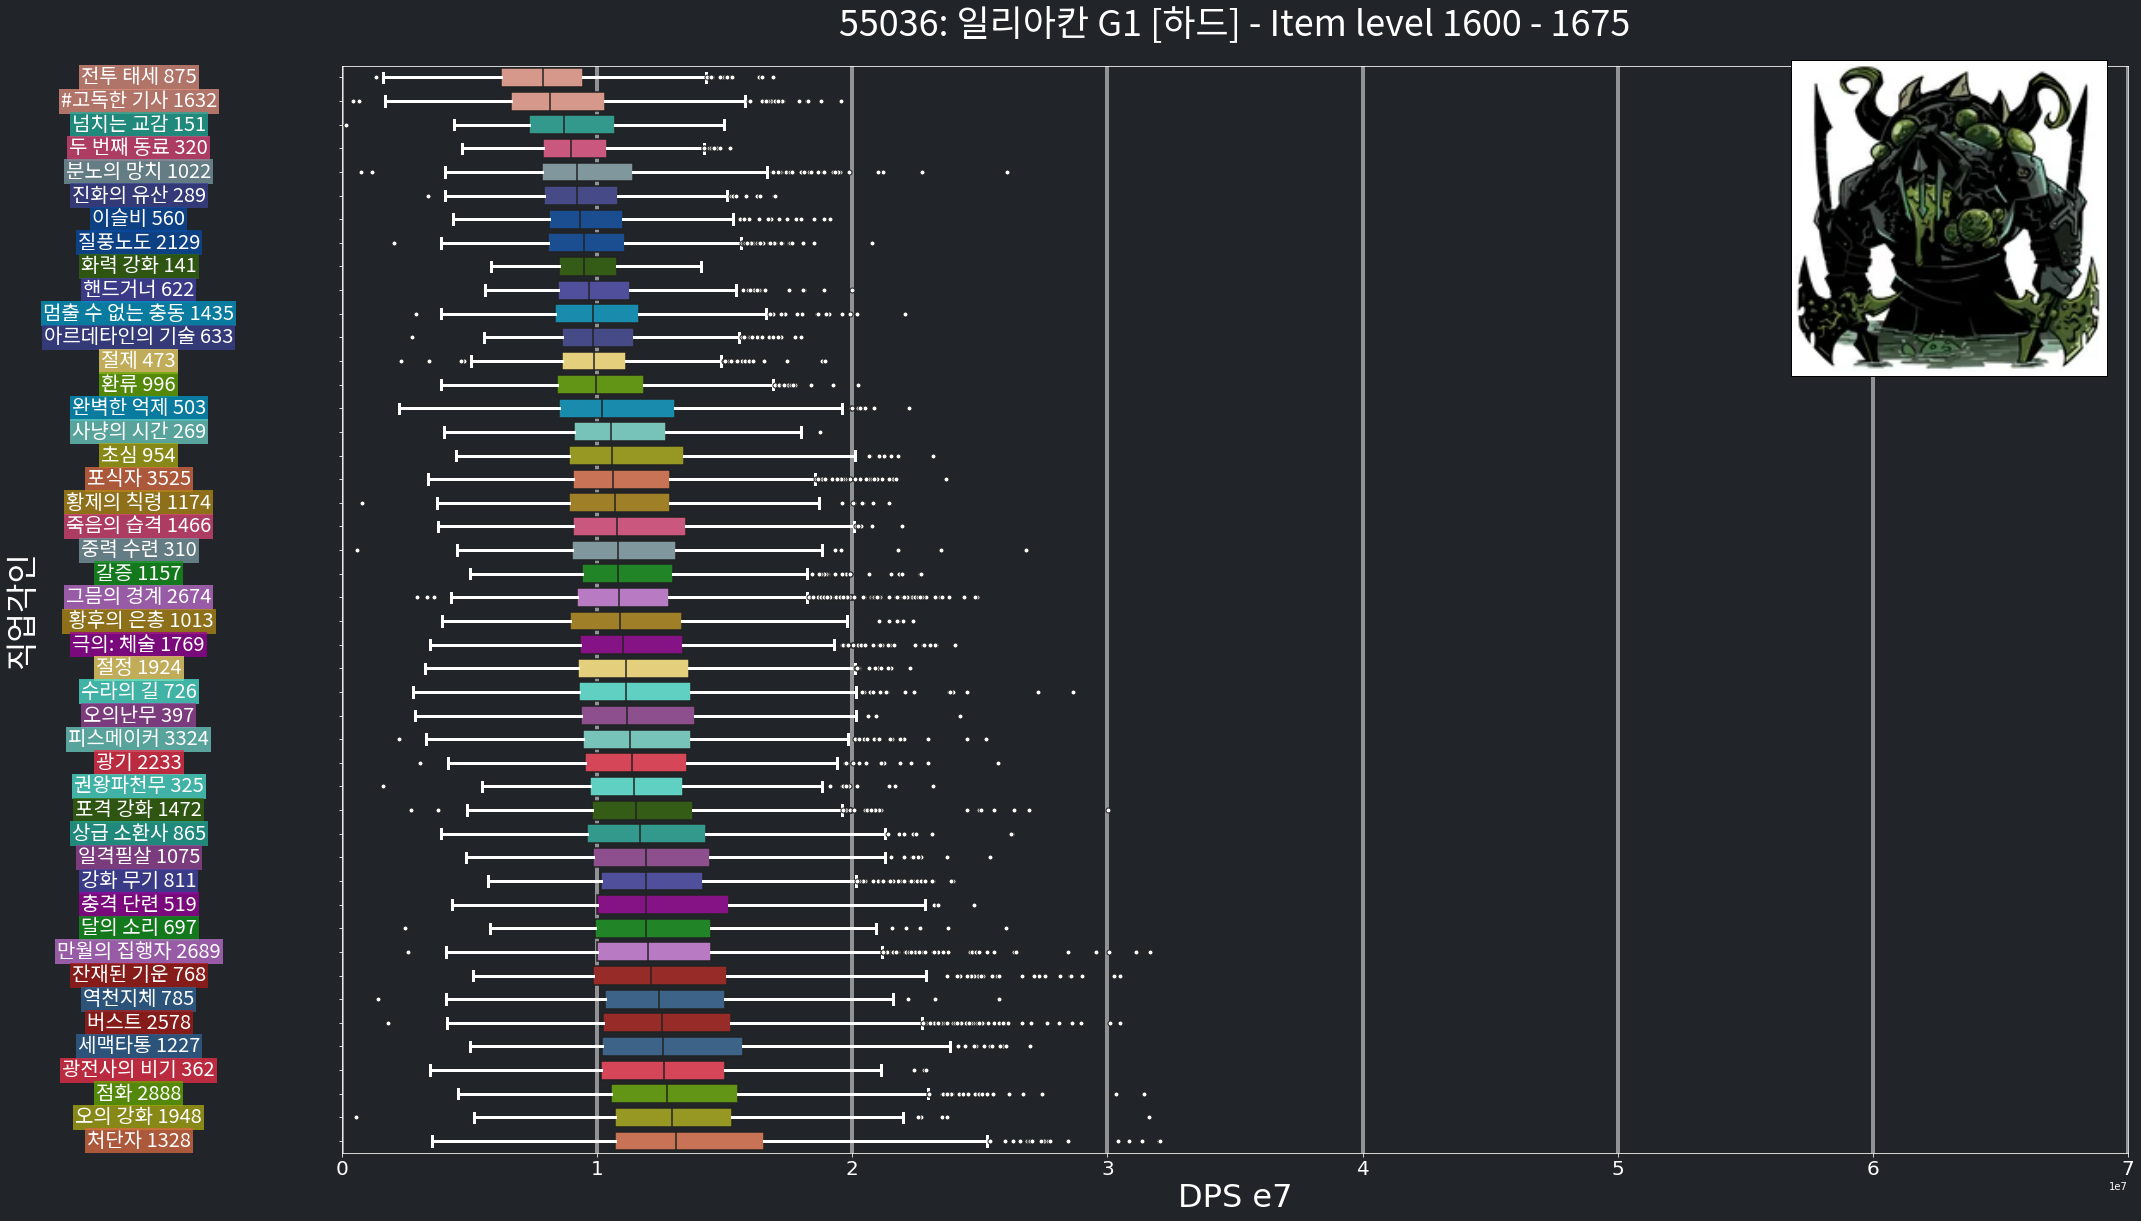 55036: 일리아칸 G1 [하드] - Item level 1600 - 1675
전투 태세 875
#고독한 기사 1632
넘치는 교감 151
두 번째 동료 320
분노의 망치 1022
진화의 유산 289
이슬비 560
질풍노도 2129
화력 강화 141
핸드거너 622
멈출 수 없는 충동 1435
아르데타인의 기술 633
절제 473
환류 996
완벽한 억제 503
사냥의 시간 269
초심 954
포식자 3525
황제의 칙령 1174
죽음의 습격 1466
중력 수련 310
갈증 1157
그믐의 경계 2674
황후의 은총 1013
극의: 체술 1769
절정 1924
수라의 길 726
오의난무 397
피스메이커 3324
광기 2233
권왕파천무 325
포격 강화 1472
상급 소환사 865
일격필살 1075
강화 무기 811
충격 단련 519
달의 소리 697
만월의 집행자 2689
잔재된 기운 768
역천지체 785
버스트 2578
세맥타통 1227
광전사의 비기 362
점화 2888
오의 강화 1948
처단자 1328
직업각인
0 1 2 3 4 5 6 7
1e7
DPS e7